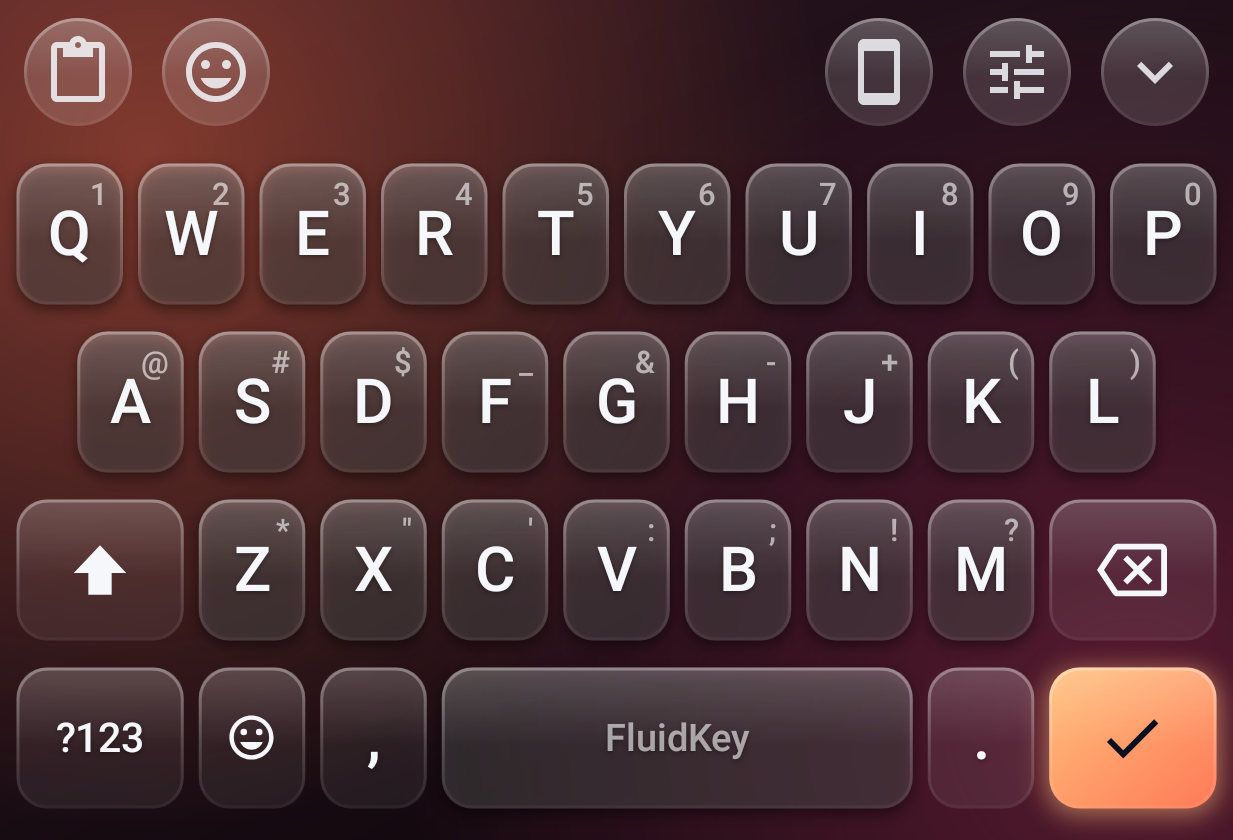 1 2 3 4 5 6 7 8 9 0
Q W E R T Y U I O P
@ # $ _ & - + ( )
A S D F G H J K L
* " ' : ; ! ?
Z X C V B N M
?123 , FluidKey .